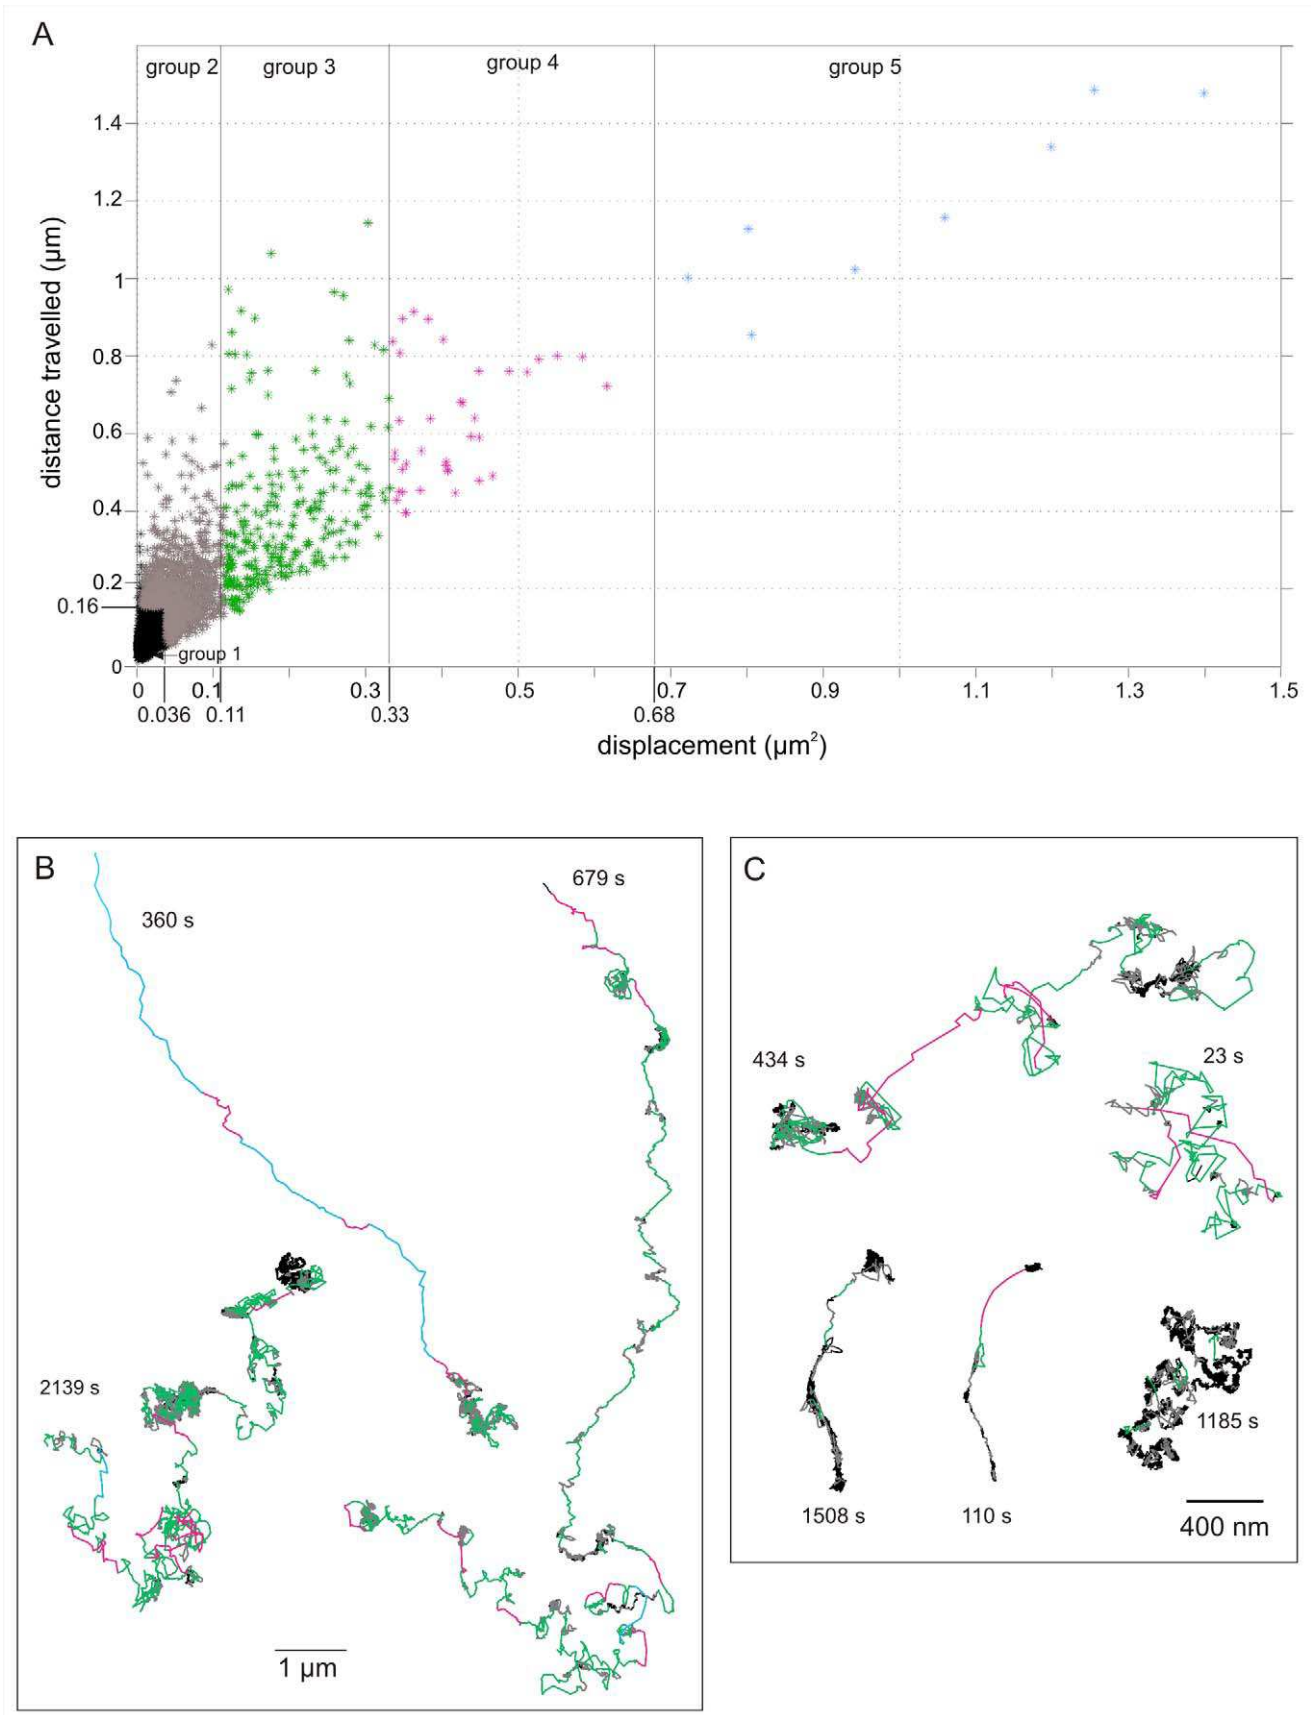 A
group 2
group 3
group 4
group 5
1.4
1.2
1
0.8
0.6
0.4
0.2
0.16
0
distance travelled (µm)
group 1
0
0.1
0.3
0.5
0.7
0.9
1.1
1.3
1.5
0.036
0.11
0.33
0.68
displacement (µm²)
B
360 s
679 s
2139 s
1 µm
C
434 s
23 s
1185 s
1508 s
110 s
400 nm